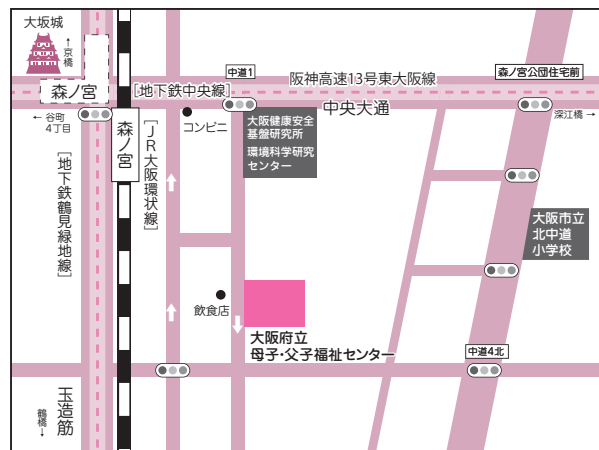 大坂城
↑京橋
森ノ宮
[地下鉄中央線]
中道1
阪神高速13号東大阪線
森ノ宮公団住宅前
中央大通
← 谷町
4丁目
深江橋 →
森ノ宮
[JR大阪環状線]
[地下鉄鶴見緑地線]
コンビニ
大阪健康安全
基盤研究所
環境科学研究
センター
大阪市立
北中道
小学校
飲食店
大阪府立
母子・父子福祉センター
中道4北
玉造筋
鶴橋→